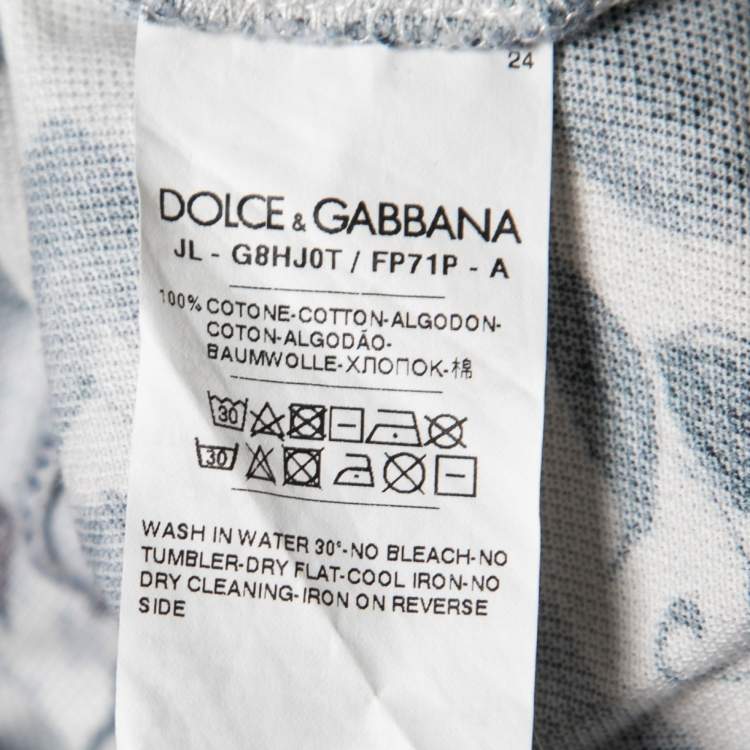 24
DOLCE & GABBANA
JL - G8HJ0T / FP71P - A
100% COTONE-COTTON-ALGODON-
COTON-ALGODÃO-
BAUMWOLLE-ХЛОПОК-棉
30
30
WASH IN WATER 30°-NO BLEACH-NO
TUMBLER-DRY FLAT-COOL IRON-NO
DRY CLEANING-IRON ON REVERSE
SIDE